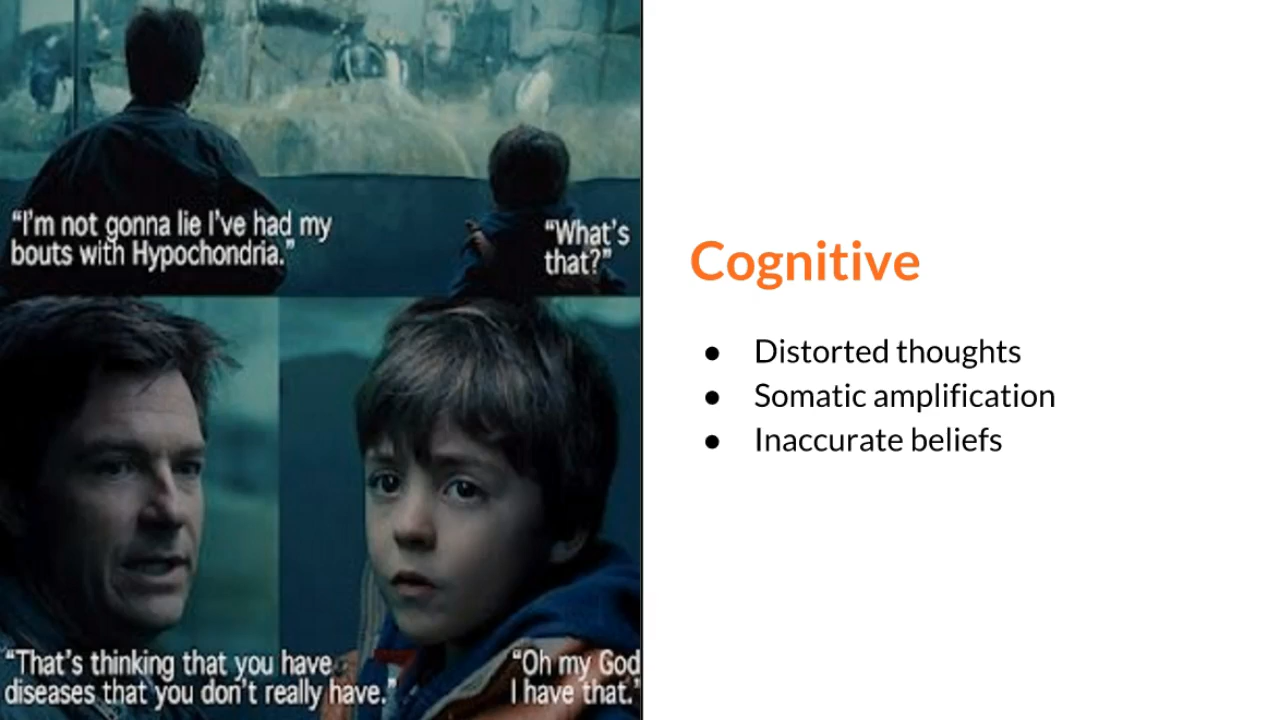 “I’m not gonna lie I’ve had my
bouts with Hypochondria.”
“What’s
that?”
“That’s thinking that you have
diseases that you don’t really have.”
“Oh my God
I have that.”
Cognitive
● Distorted thoughts
● Somatic amplification
● Inaccurate beliefs